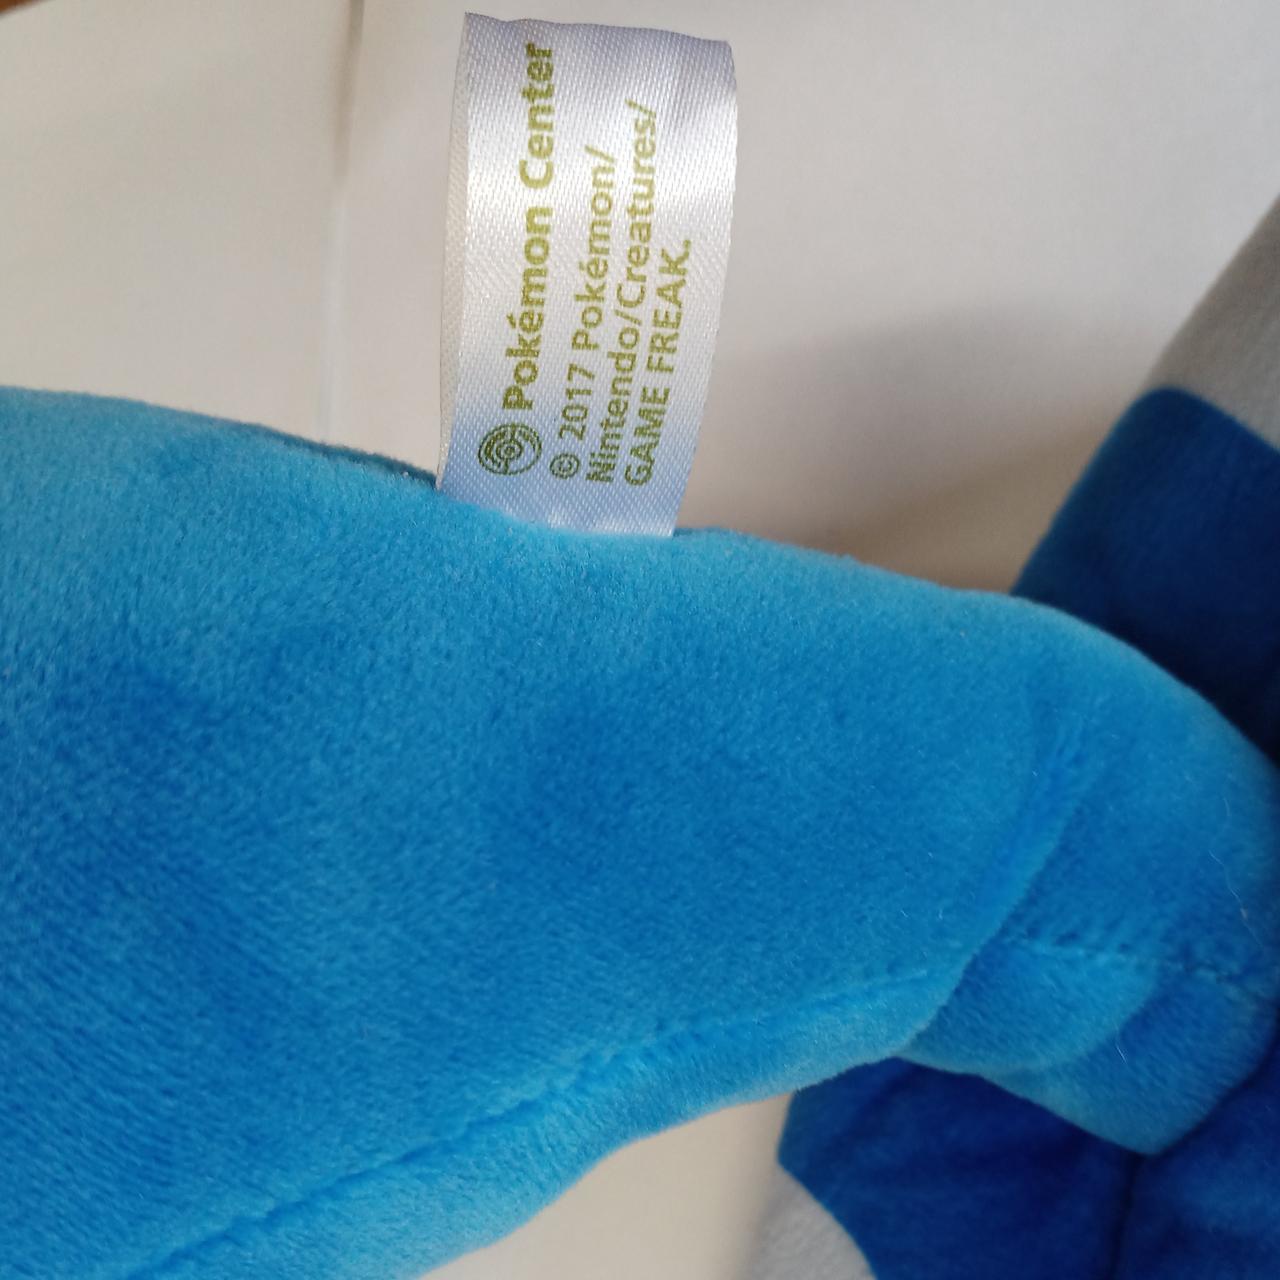 Pokémon Center
© 2017 Pokémon/
Nintendo/Creatures/
GAME FREAK.